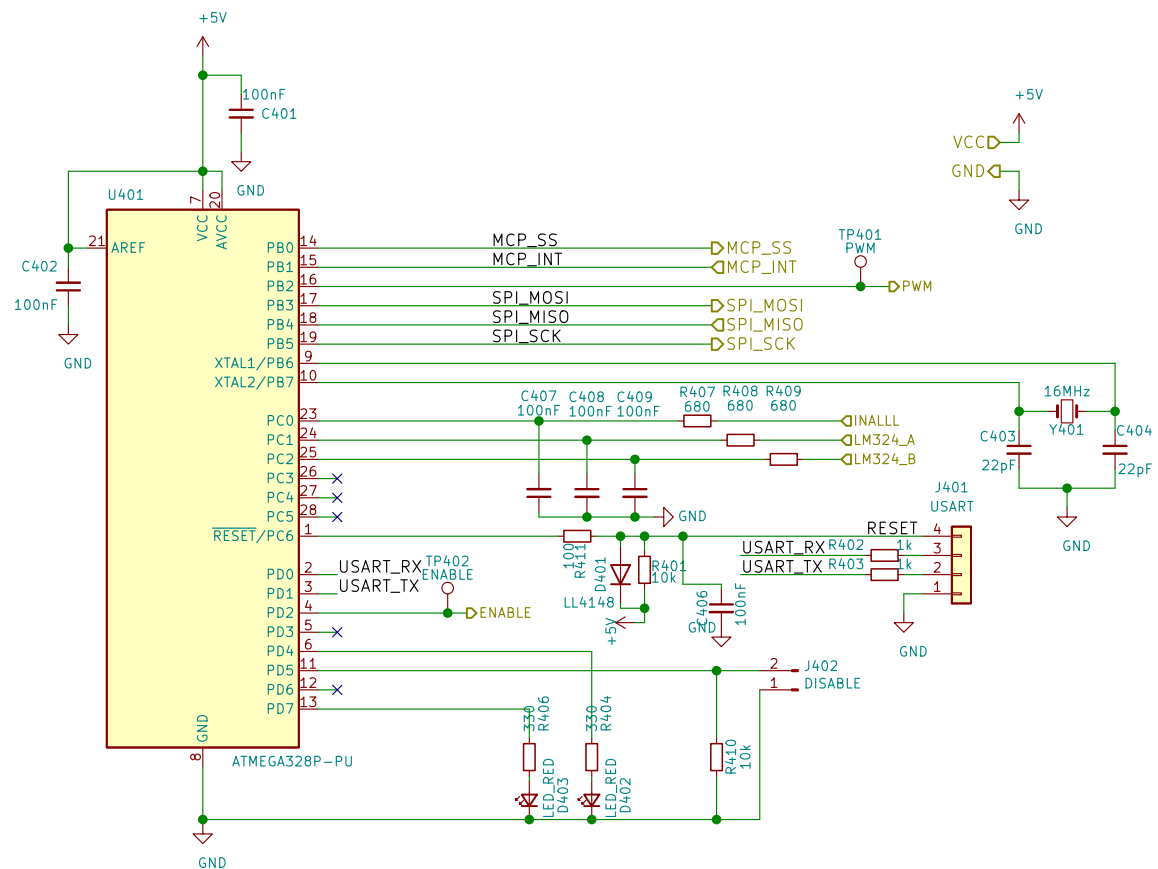 +5V
100nF
C401
GND
+5V
VCC
GND
GND
U401
7
20
VCC
AVCC
21
AREF
C402
100nF
GND
PB0 14 MCP_SS MCP_SS
PB1 15 MCP_INT MCP_INT
TP401
PWM
PB2 16 PWM
PB3 17 SPI_MOSI SPI_MOSI
PB4 18 SPI_MISO SPI_MISO
PB5 19 SPI_SCK SPI_SCK
XTAL1/PB6 9
XTAL2/PB7 10
16MHz
Y401
C403
22pF
C404
22pF
GND
C407
100nF
C408
100nF
C409
100nF
R407
680
R408
680
R409
680
PC0 23 INALLL
PC1 24 LM324_A
PC2 25 LM324_B
PC3 26
PC4 27
PC5 28
GND
RESET/PC6 1
100
R411
D401
LL4148
R401
10k
+5V
C406
100nF
GND
J401
USART
RESET 4
USART_RX R402 1k 3
USART_TX R403 1k 2
1
GND
PD0 2 USART_RX
PD1 3 USART_TX
TP402
ENABLE
PD2 4 ENABLE
PD3 5
PD4 6
PD5 11
PD6 12
PD7 13
2 J402
1 DISABLE
330
R406
330
R404
R410
10k
LED_RED
D403
LED_RED
D402
GND
8
ATMEGA328P-PU
GND